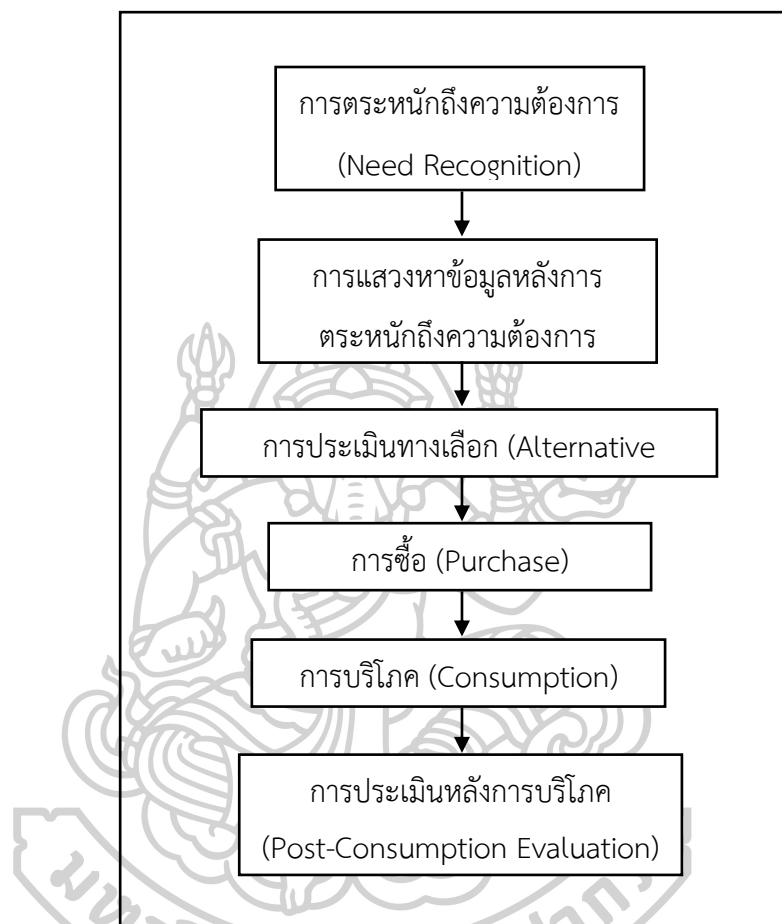 การตระหนักถึงความต้องการ
(Need Recognition)
การแสวงหาข้อมูลหลังการ
ตระหนักถึงความต้องการ
การประเมินทางเลือก (Alternative
การซื้อ (Purchase)
การบริโภค (Consumption)
การประเมินหลังการบริโภค
(Post-Consumption Evaluation)